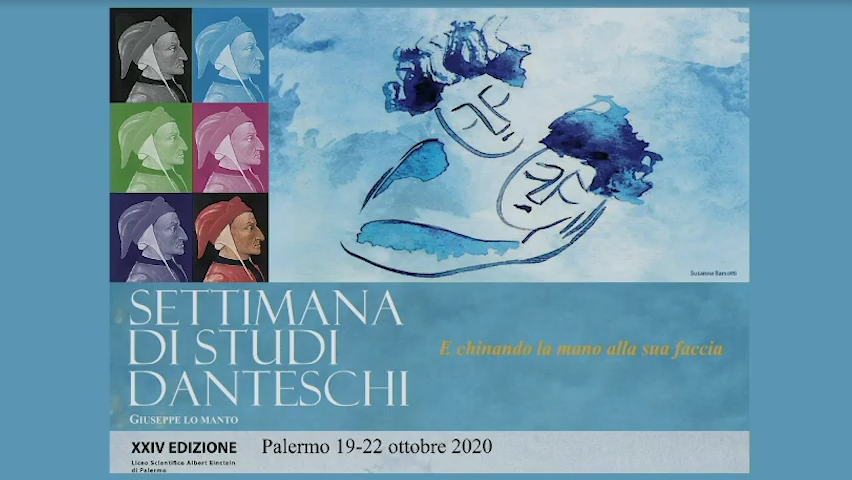 Susanna Barsotti
SETTIMANA
DI STUDI
DANTESCHI
GIUSEPPE LO MANTO
E chinando la mano alla sua faccia
XXIV EDIZIONE
Liceo Scientifico Albert Einstein
di Palermo
Palermo 19-22 ottobre 2020